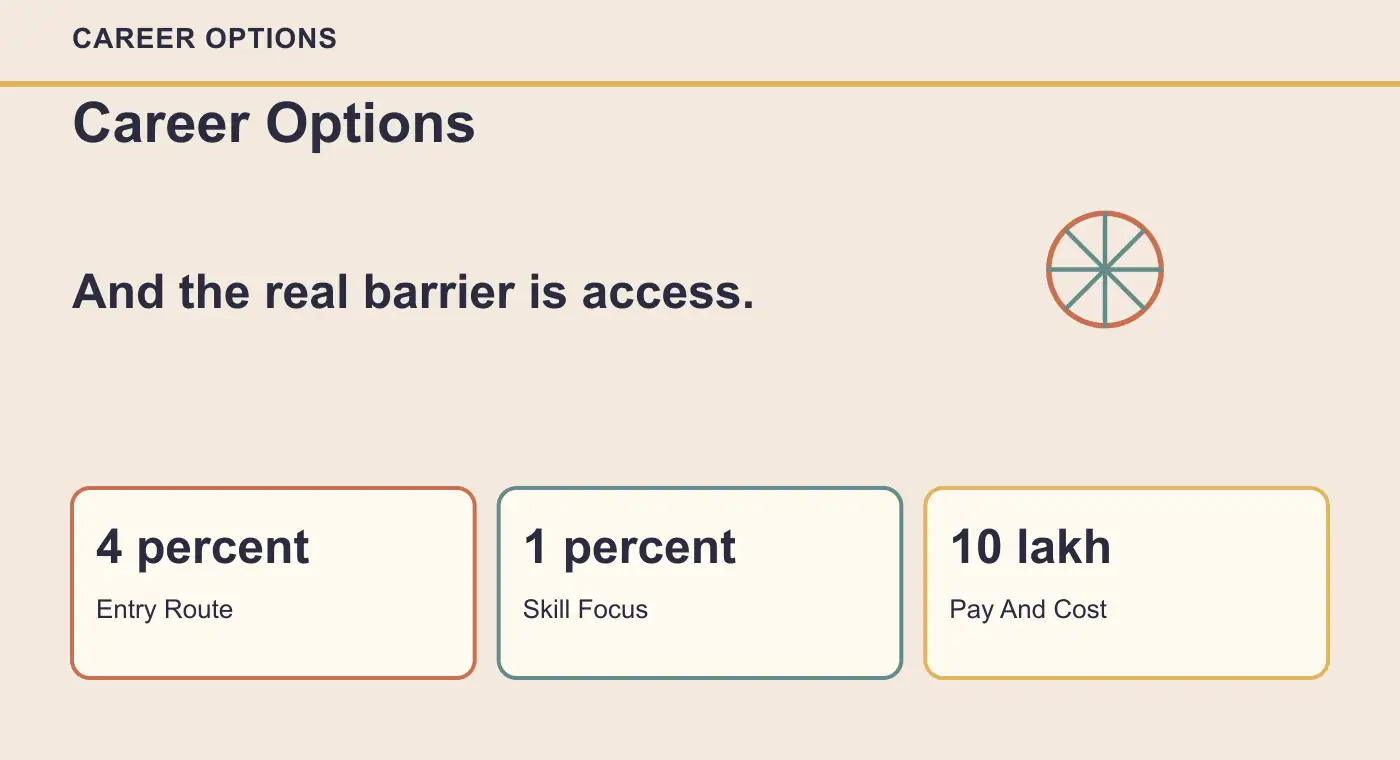 CAREER OPTIONS
Career Options
And the real barrier is access.
4 percent
Entry Route
1 percent
Skill Focus
10 lakh
Pay And Cost